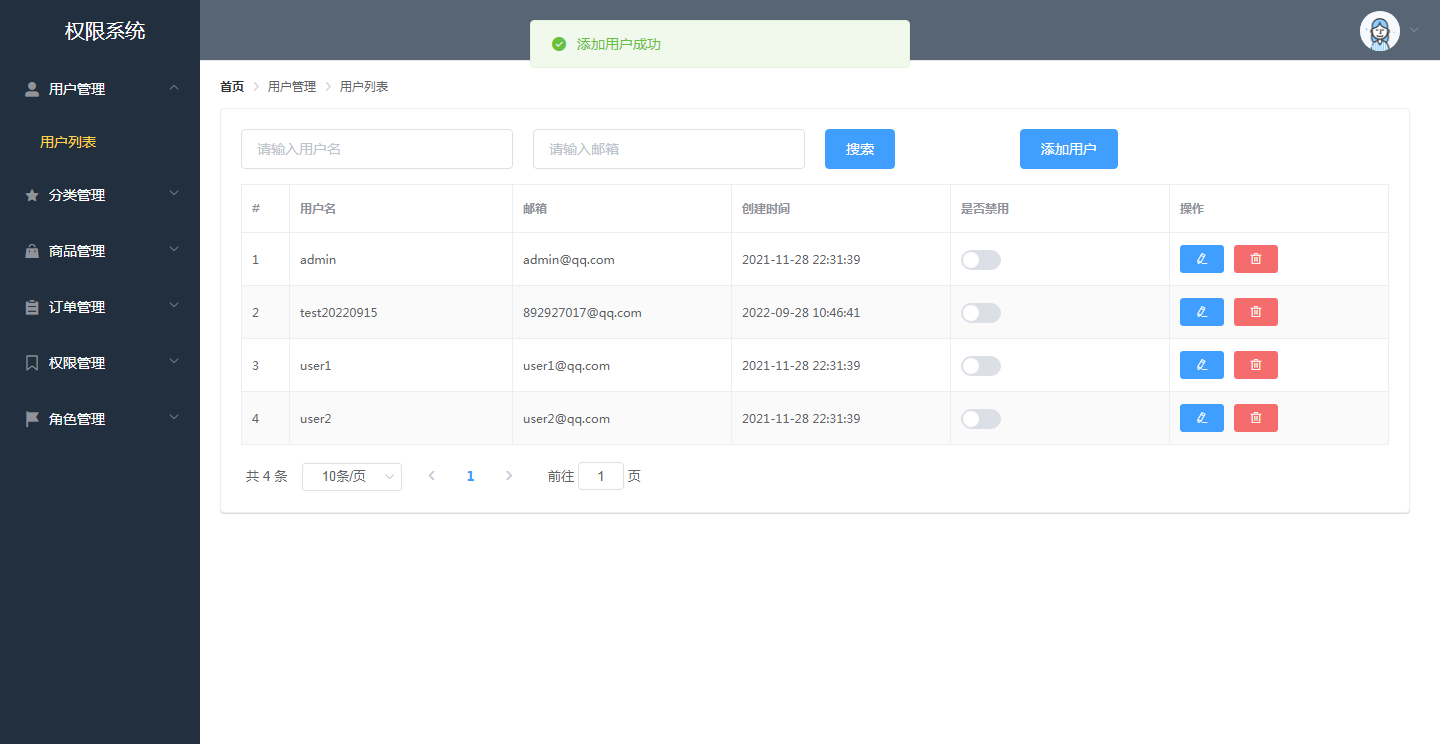 权限系统
添加用户成功
用户管理
用户列表
分类管理
商品管理
订单管理
权限管理
角色管理
首页 用户管理 用户列表
请输入用户名 请输入邮箱 搜索 添加用户
# 用户名 邮箱 创建时间 是否禁用 操作
1 admin admin@qq.com 2021-11-28 22:31:39
2 test20220915 892927017@qq.com 2022-09-28 10:46:41
3 user1 user1@qq.com 2021-11-28 22:31:39
4 user2 user2@qq.com 2021-11-28 22:31:39
共 4 条 10条/页 1 前往 1 页